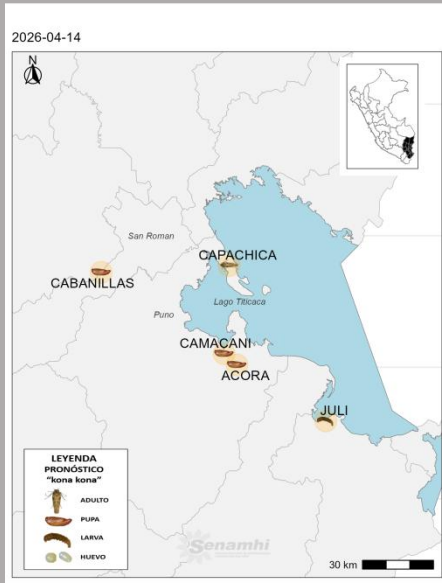 2026-04-14
N
San Roman
CAPACHICA
CABANILLAS
Lago Titicaca
Puno
CAMACANI
ACORA
JULI
LEYENDA
PRONÓSTICO
"kona kona"
ADULTO
PUPA
LARVA
HUEVO
Senamhi
30 km